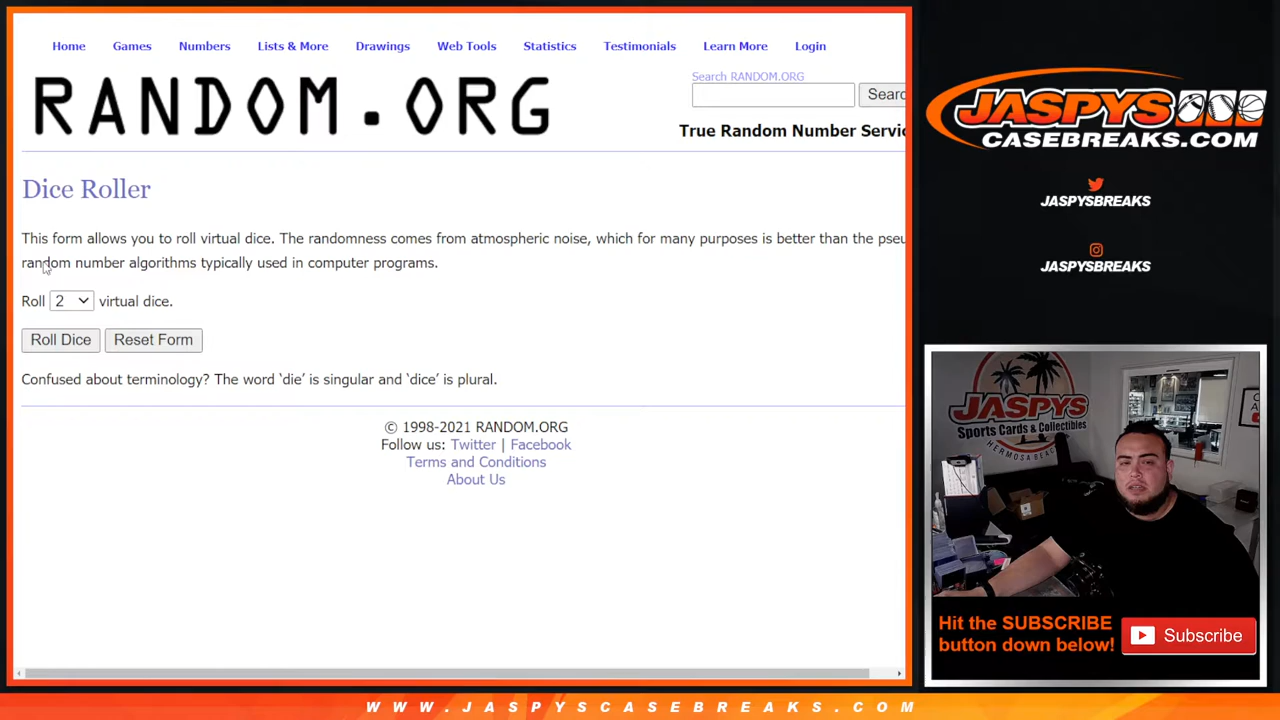 Home Games Numbers Lists & More Drawings Web Tools Statistics Testimonials Learn More Login
RANDOM.ORG
Search RANDOM.ORG
Searc
True Random Number Servic
Dice Roller
This form allows you to roll virtual dice. The randomness comes from atmospheric noise, which for many purposes is better than the pseu
random number algorithms typically used in computer programs.
Roll 2 virtual dice.
Roll Dice Reset Form
Confused about terminology? The word ‘die’ is singular and ‘dice’ is plural.
© 1998-2021 RANDOM.ORG
Follow us: Twitter | Facebook
Terms and Conditions
About Us
JASPYS
CASEBREAKS.COM
JASPYSBREAKS
JASPYSBREAKS
JASPYS
Sports Cards & Collectibles
HERMOSA BEACH
Hit the SUBSCRIBE
button down below!
Subscribe
WWW.JASPYSCASEBREAKS.COM